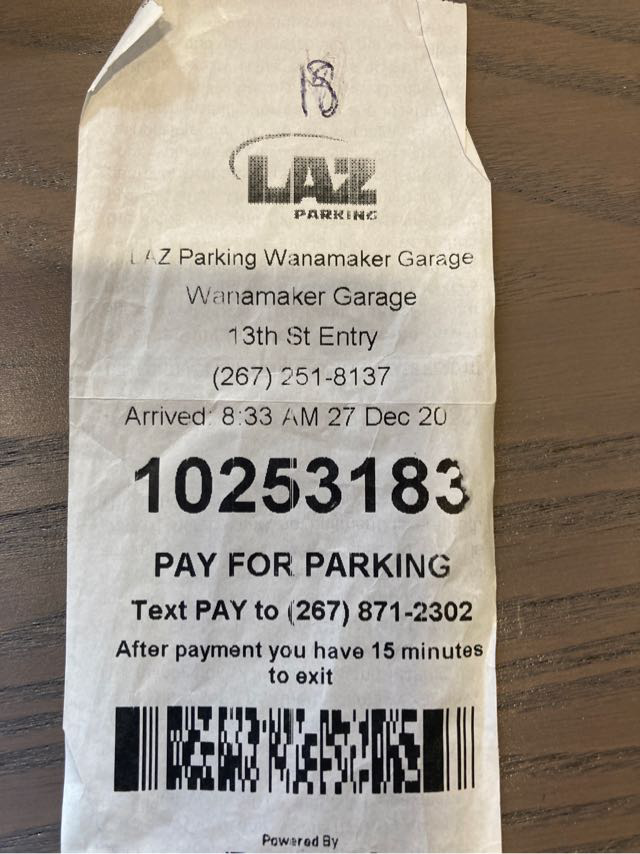 18
LAZ
PARKING
LAZ Parking Wanamaker Garage
Wanamaker Garage
13th St Entry
(267) 251-8137
Arrived: 8:33 AM 27 Dec 20
10253183
PAY FOR PARKING
Text PAY to (267) 871-2302
After payment you have 15 minutes
to exit
Powered By